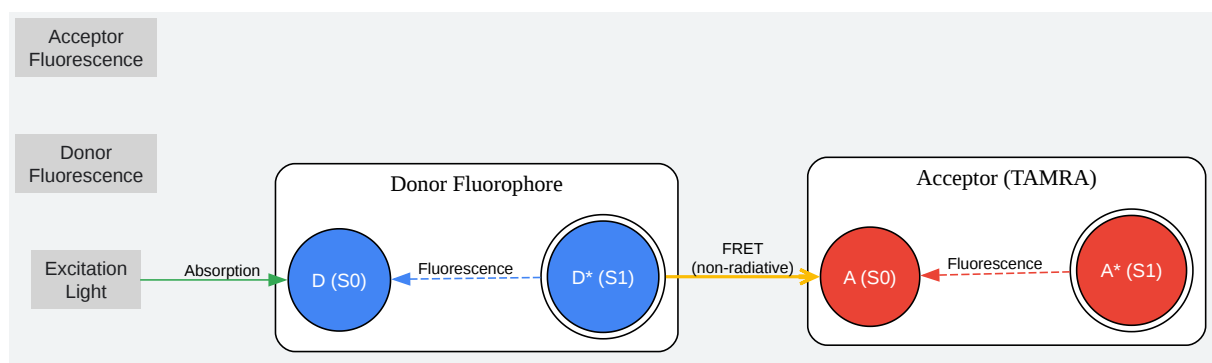 Acceptor
Fluorescence
Donor
Fluorescence
Excitation
Light
Absorption
Donor Fluorophore
D (S0)
Fluorescence
D* (S1)
FRET
(non-radiative)
Acceptor (TAMRA)
A (S0)
Fluorescence
A* (S1)